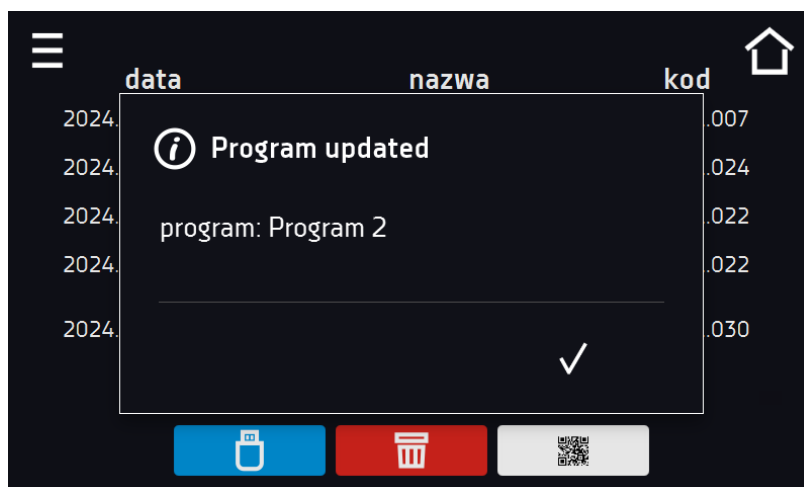 data nazwa kod
2024. .007
Program updated
2024. .024
2024. .022
program: Program 2
2024. .022
2024. .030